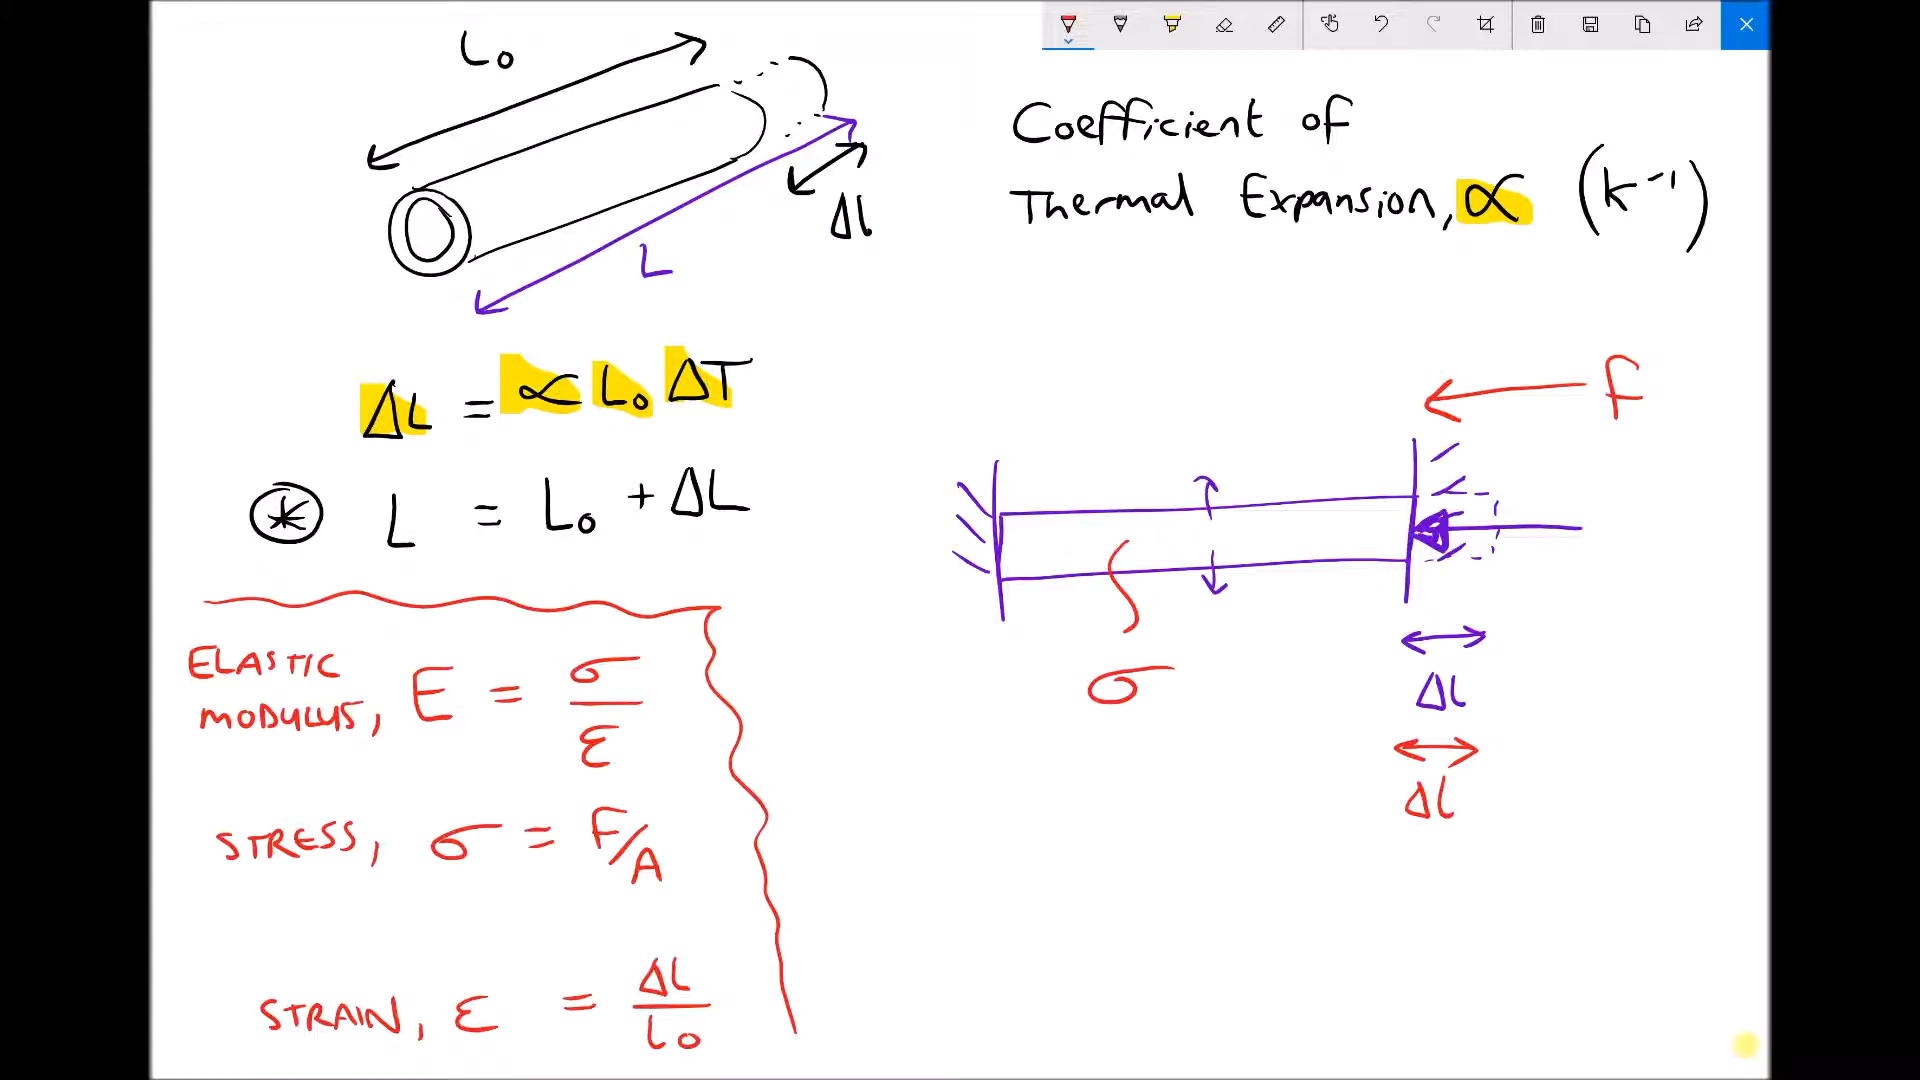 L₀
Δl
L
Coefficient of
Thermal Expansion, ∝ (K⁻¹)
ΔL = ∝ L₀ ΔT
* L = L₀ + ΔL
F
σ
Δl
Δl
ELASTIC
MODULUS, E = σ/ε
STRESS, σ = F/A
STRAIN, ε = ΔL/L₀